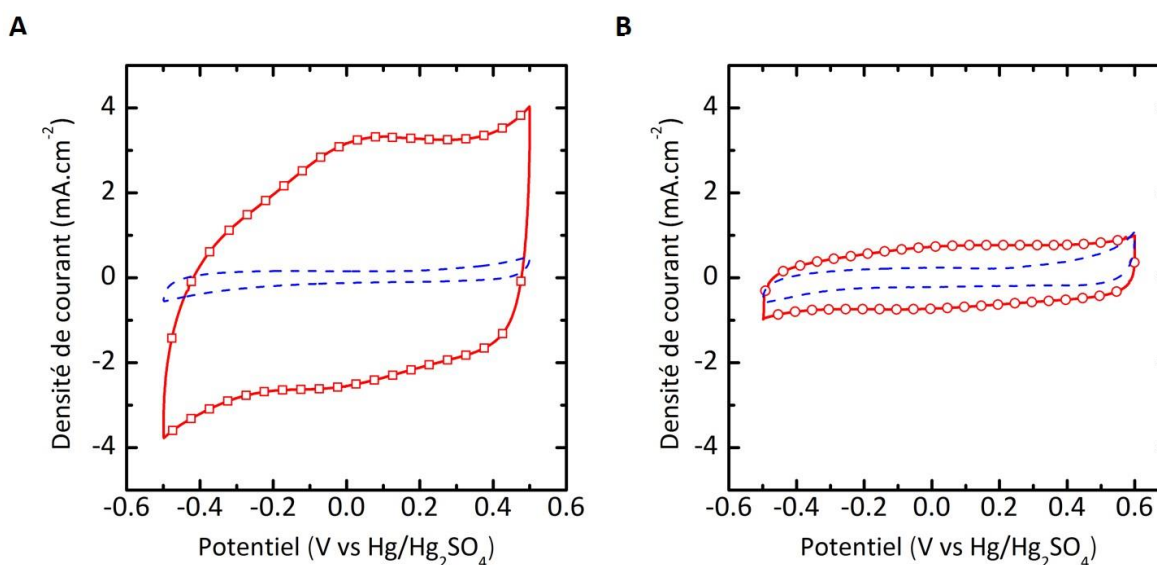 A
B
Densité de courant (mA.cm⁻²)
4
2
0
-2
-4
-0.6 -0.4 -0.2 0.0 0.2 0.4 0.6
Potentiel (V vs Hg/Hg₂SO₄)
Densité de courant (mA.cm⁻²)
4
2
0
-2
-4
-0.6 -0.4 -0.2 0.0 0.2 0.4 0.6
Potentiel (V vs Hg/Hg₂SO₄)